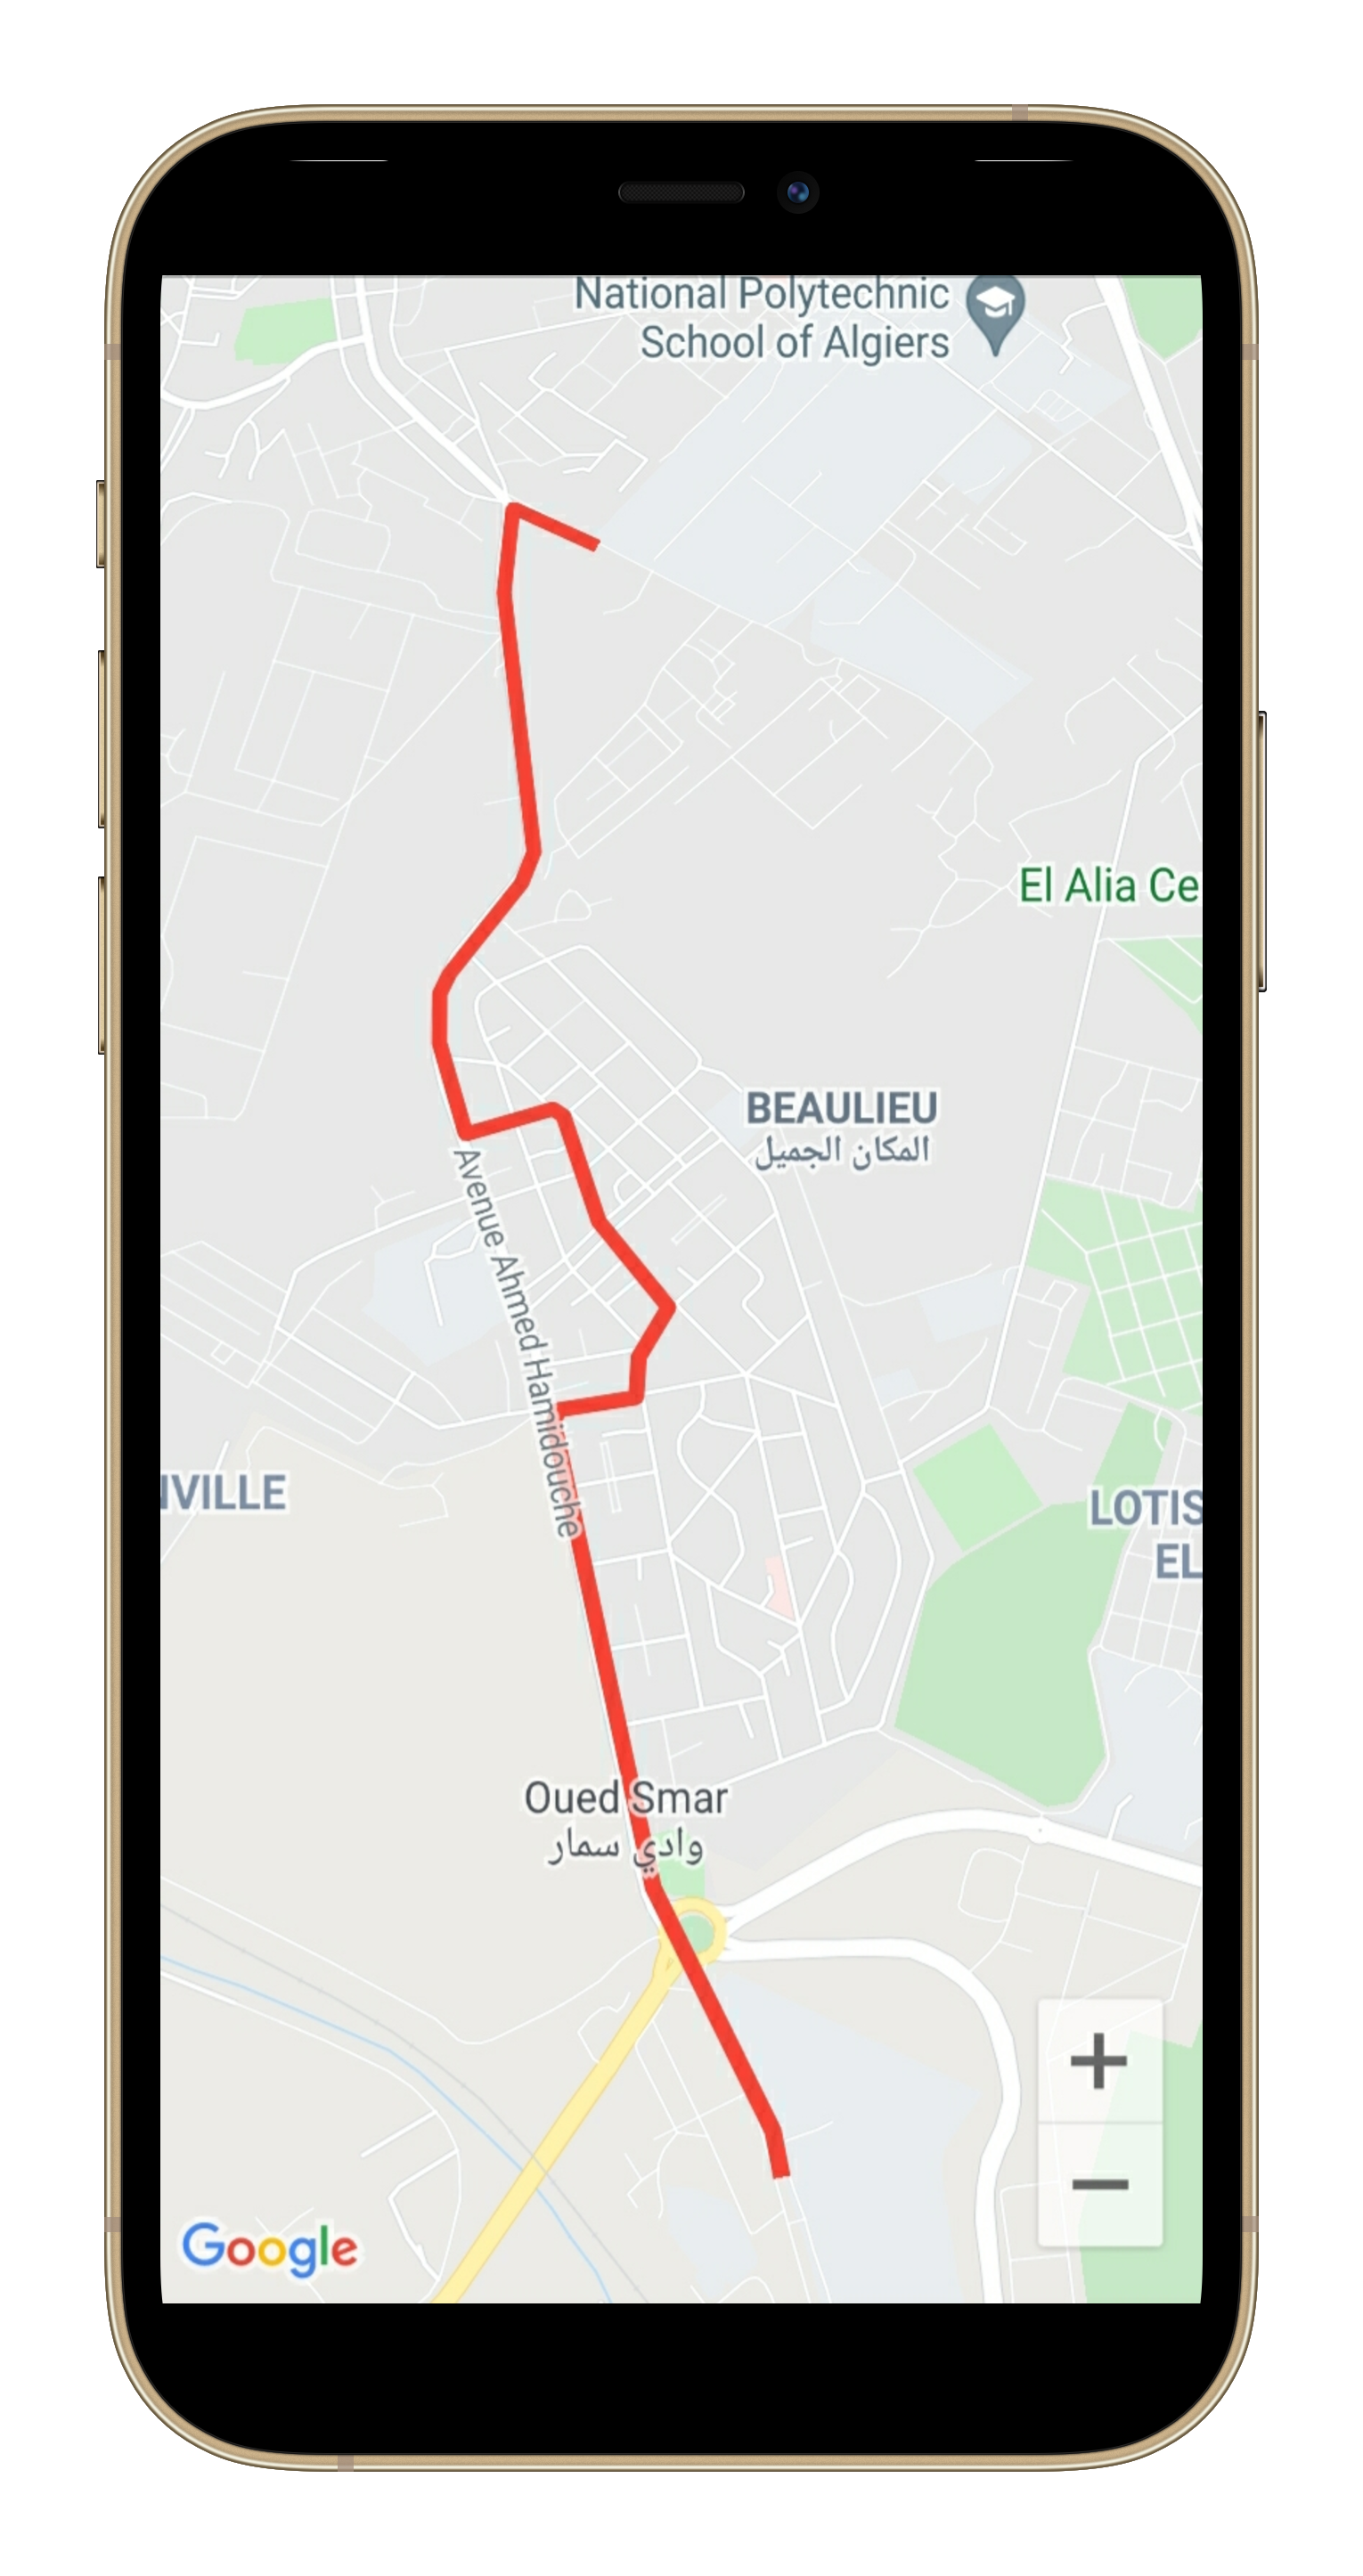 National Polytechnic
School of Algiers
El Alia Ce
BEAULIEU
المكان الجميل
Avenue Ahmed Hamidouche
NVILLE
LOTIS
EL
Oued Smar
وادي سمار
+
−
Google